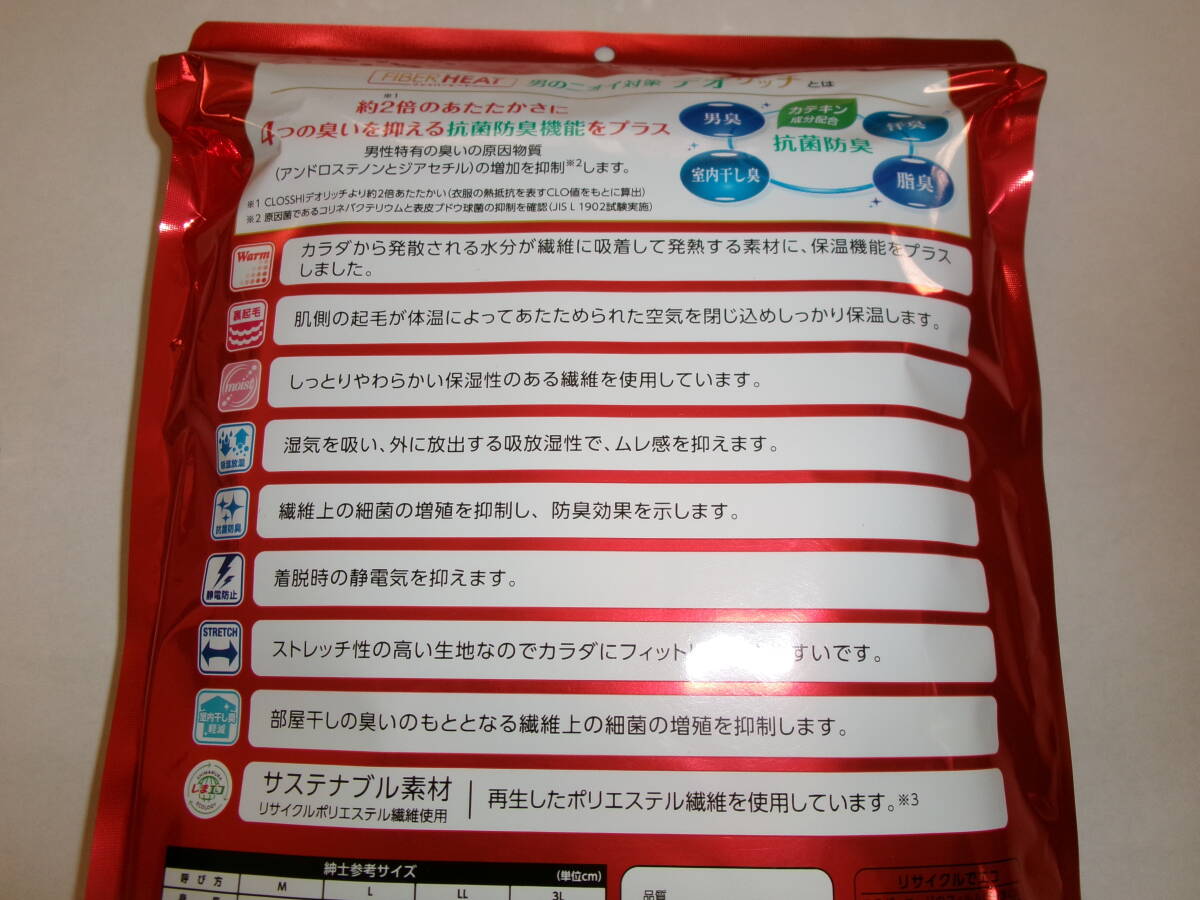 FIBER HEAT 男のニオイ対策 デオ とは
※1
約2倍のあたたかさに
4つの臭いを抑える抗菌防臭機能をプラス
男性特有の臭いの原因物質
(アンドロステノンとジアセチル)の増加を抑制※2します。
※1 CLOSSHIデオリッチより約2倍あたたかい(衣服の熱抵抗を表すCLO値をもとに算出)
※2 原因菌であるコリネバクテリウムと表皮ブドウ球菌の抑制を確認(JIS L 1902試験実施)
男臭
カテキン
成分配合
汗臭
抗菌防臭
室内干し臭
脂臭
Warm
カラダから発散される水分が繊維に吸着して発熱する素材に、保温機能をプラス
しました。
裏起毛
肌側の起毛が体温によってあたためられた空気を閉じ込めしっかり保温します。
moist
しっとりやわらかい保湿性のある繊維を使用しています。
吸湿放湿
湿気を吸い、外に放出する吸放湿性で、ムレ感を抑えます。
抗菌防臭
繊維上の細菌の増殖を抑制し、防臭効果を示します。
静電防止
着脱時の静電気を抑えます。
STRETCH
ストレッチ性の高い生地なのでカラダにフィット すいです。
室内干し臭
軽減
部屋干しの臭いのもととなる繊維上の細菌の増殖を抑制します。
SHIMAMURA
しまエコ
ECOLOGY
サステナブル素材
リサイクルポリエステル繊維使用
再生したポリエステル繊維を使用しています。※3
紳士参考サイズ
(単位cm)
呼び方 M L LL 3L
品質
リサイクルでエコ